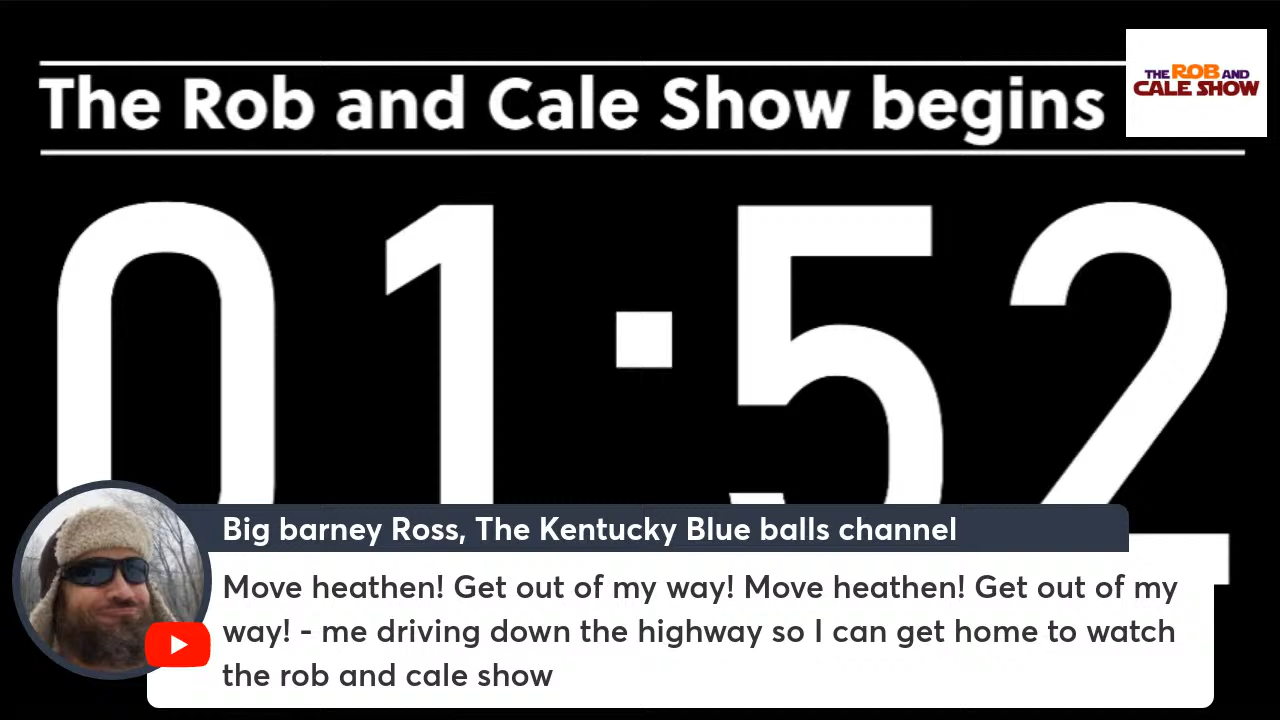 The Rob and Cale Show begins
THE ROB AND
CALE SHOW
01:52
Big barney Ross, The Kentucky Blue balls channel
Move heathen! Get out of my way! Move heathen! Get out of my
way! - me driving down the highway so I can get home to watch
the rob and cale show